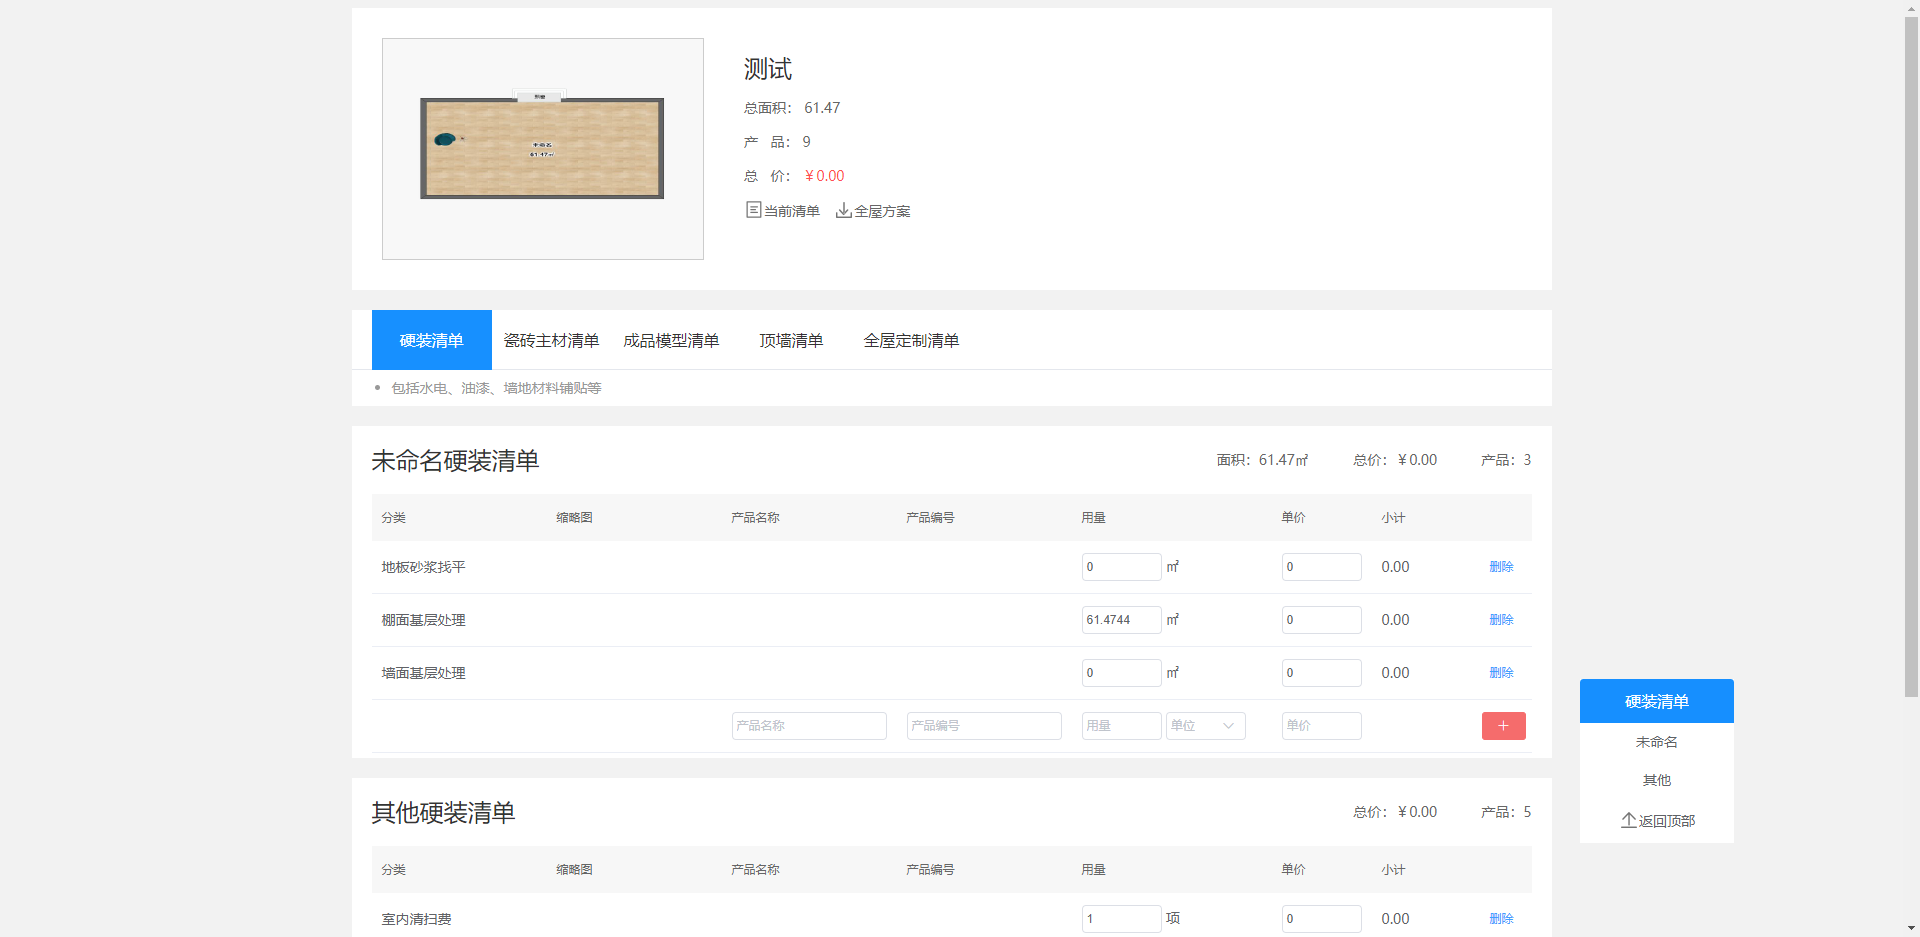 测试
总面积： 61.47
产 品： 9
总 价： ¥0.00
当前清单 全屋方案
未命名
61.47㎡
硬装清单 瓷砖主材清单 成品模型清单 顶墙清单 全屋定制清单
包括水电、油漆、墙地材料铺贴等
未命名硬装清单 面积：61.47㎡ 总价：¥0.00 产品：3
分类 缩略图 产品名称 产品编号 用量 单价 小计
地板砂浆找平 0 ㎡ 0 0.00 删除
棚面基层处理 61.4744 ㎡ 0 0.00 删除
墙面基层处理 0 ㎡ 0 0.00 删除
产品名称 产品编号 用量 单位 单价 +
其他硬装清单 总价：¥0.00 产品：5
分类 缩略图 产品名称 产品编号 用量 单价 小计
室内清扫费 1 项 0 0.00 删除
硬装清单
未命名
其他
返回顶部